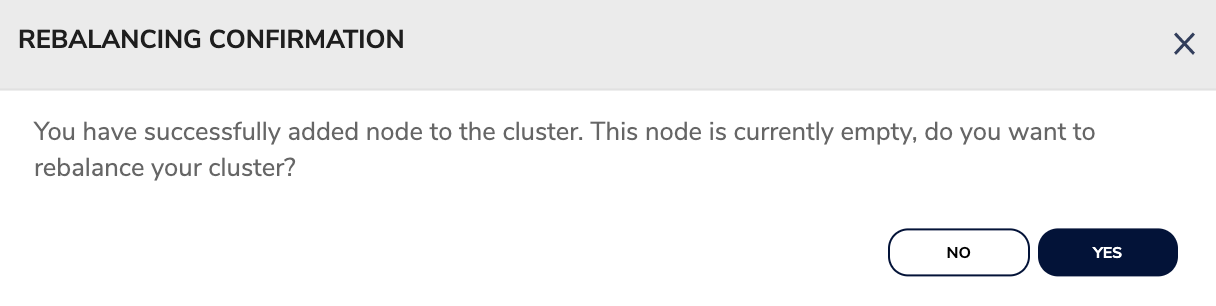 REBALANCING CONFIRMATION
You have successfully added node to the cluster. This node is currently empty, do you want to
rebalance your cluster?
NO YES